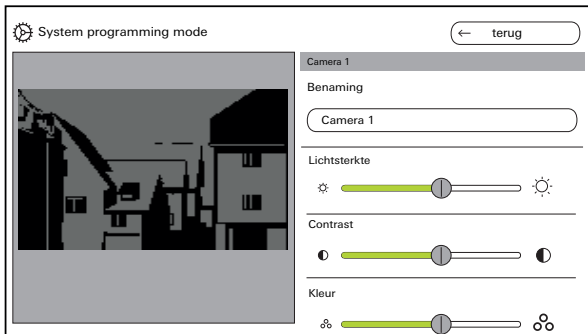 System programming mode
← terug
Camera 1
Benaming
Camera 1
Lichtsterkte
Contrast
Kleur